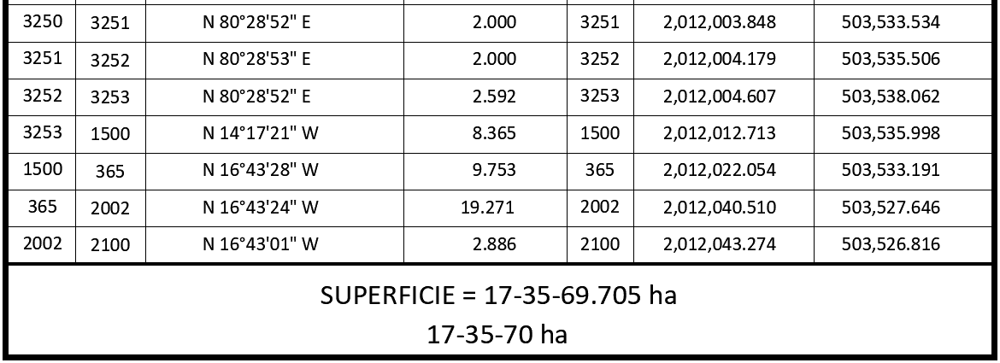 3250 3251 N 80°28'52" E 2.000 3251 2,012,003.848 503,533.534
3251 3252 N 80°28'53" E 2.000 3252 2,012,004.179 503,535.506
3252 3253 N 80°28'52" E 2.592 3253 2,012,004.607 503,538.062
3253 1500 N 14°17'21" W 8.365 1500 2,012,012.713 503,535.998
1500 365 N 16°43'28" W 9.753 365 2,012,022.054 503,533.191
365 2002 N 16°43'24" W 19.271 2002 2,012,040.510 503,527.646
2002 2100 N 16°43'01" W 2.886 2100 2,012,043.274 503,526.816
SUPERFICIE = 17-35-69.705 ha
17-35-70 ha